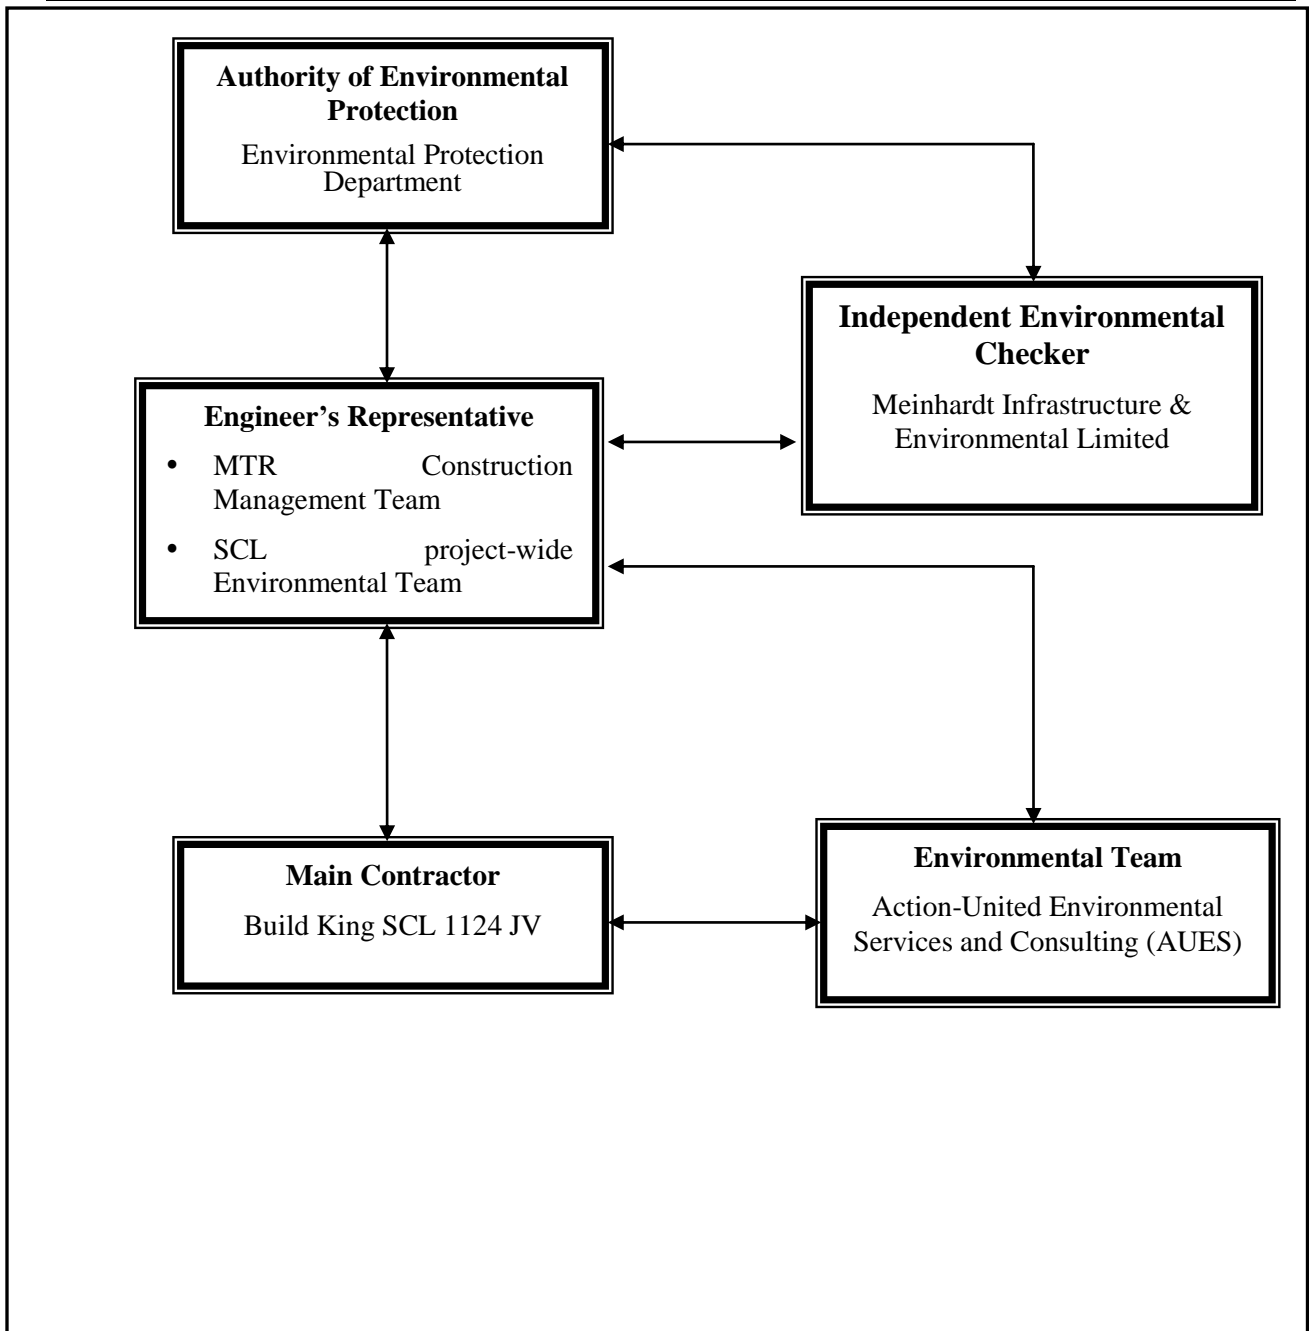 Authority of Environmental
Protection
Environmental Protection
Department
Independent Environmental
Checker
Meinhardt Infrastructure &
Environmental Limited
Engineer’s Representative
• MTR Construction
Management Team
• SCL project-wide
Environmental Team
Main Contractor
Build King SCL 1124 JV
Environmental Team
Action-United Environmental
Services and Consulting (AUES)